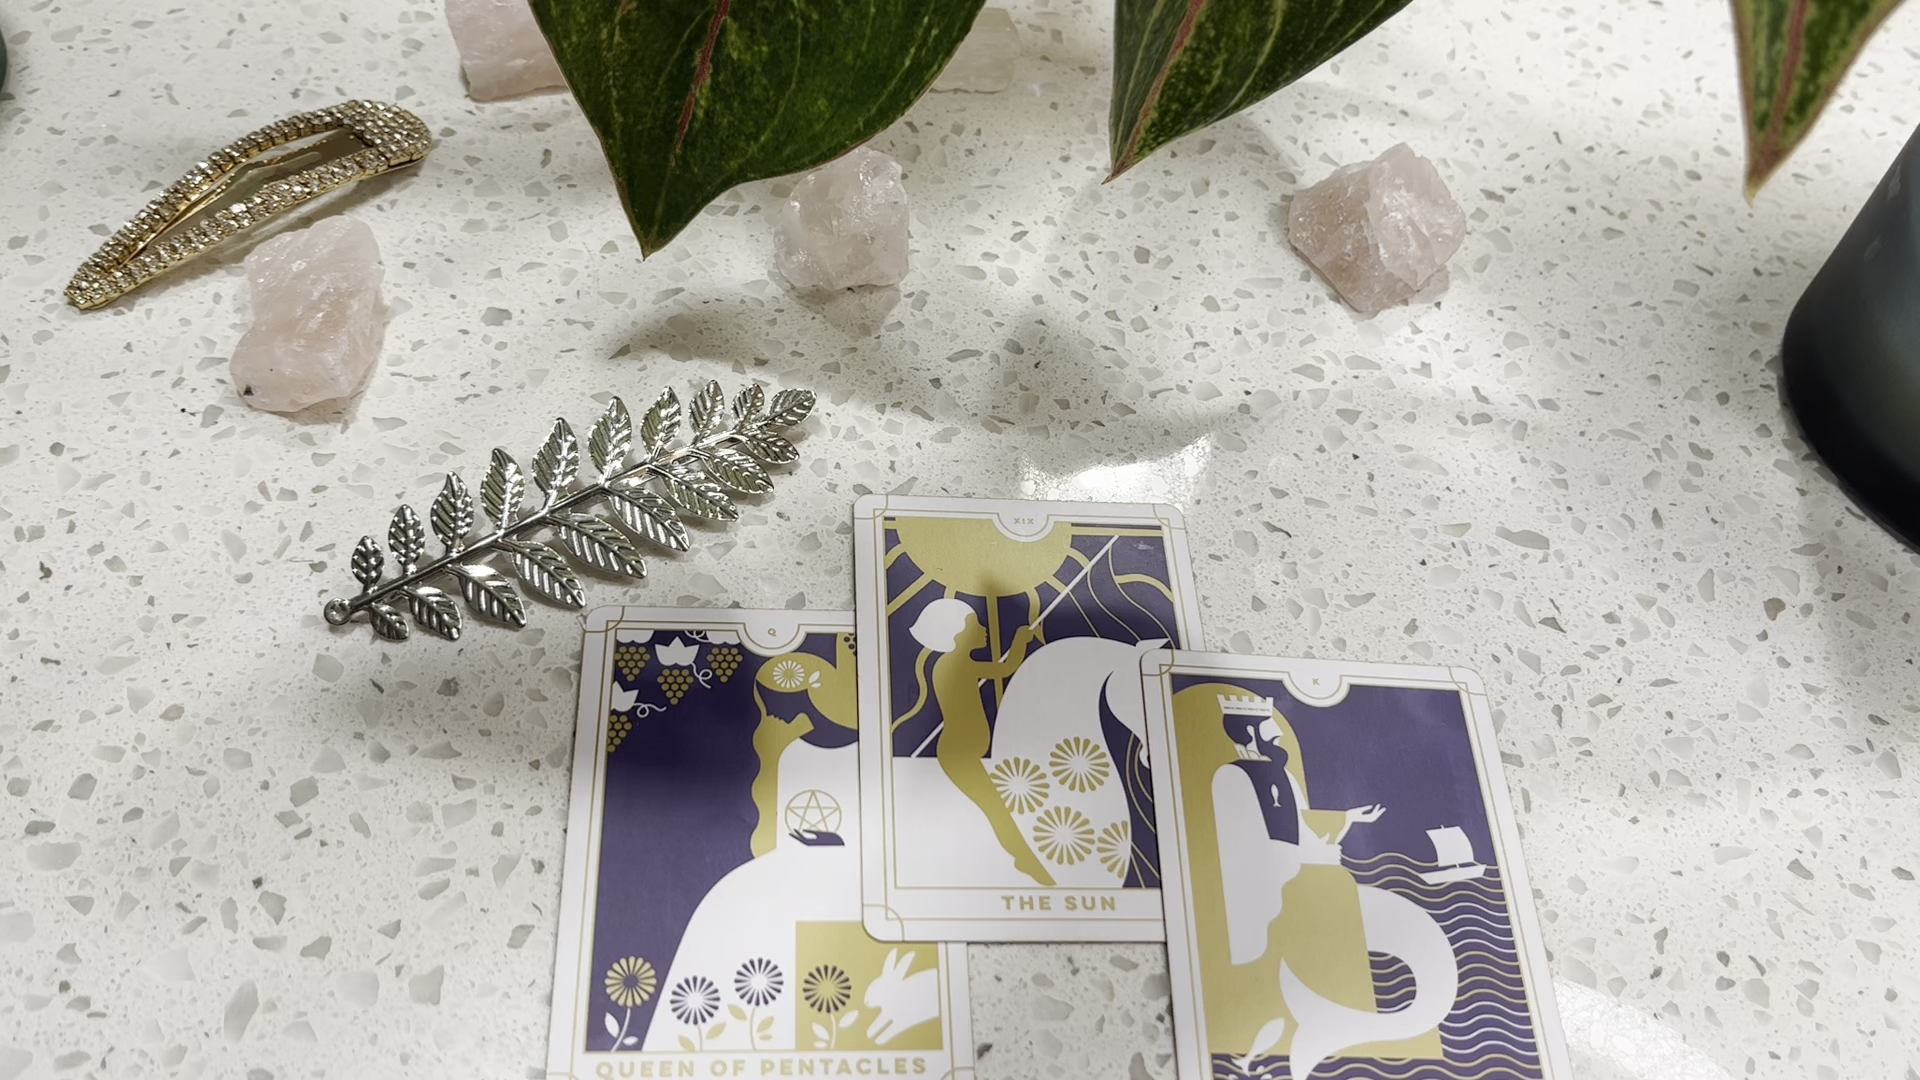 XIX
Q
K
THE SUN
QUEEN OF PENTACLES